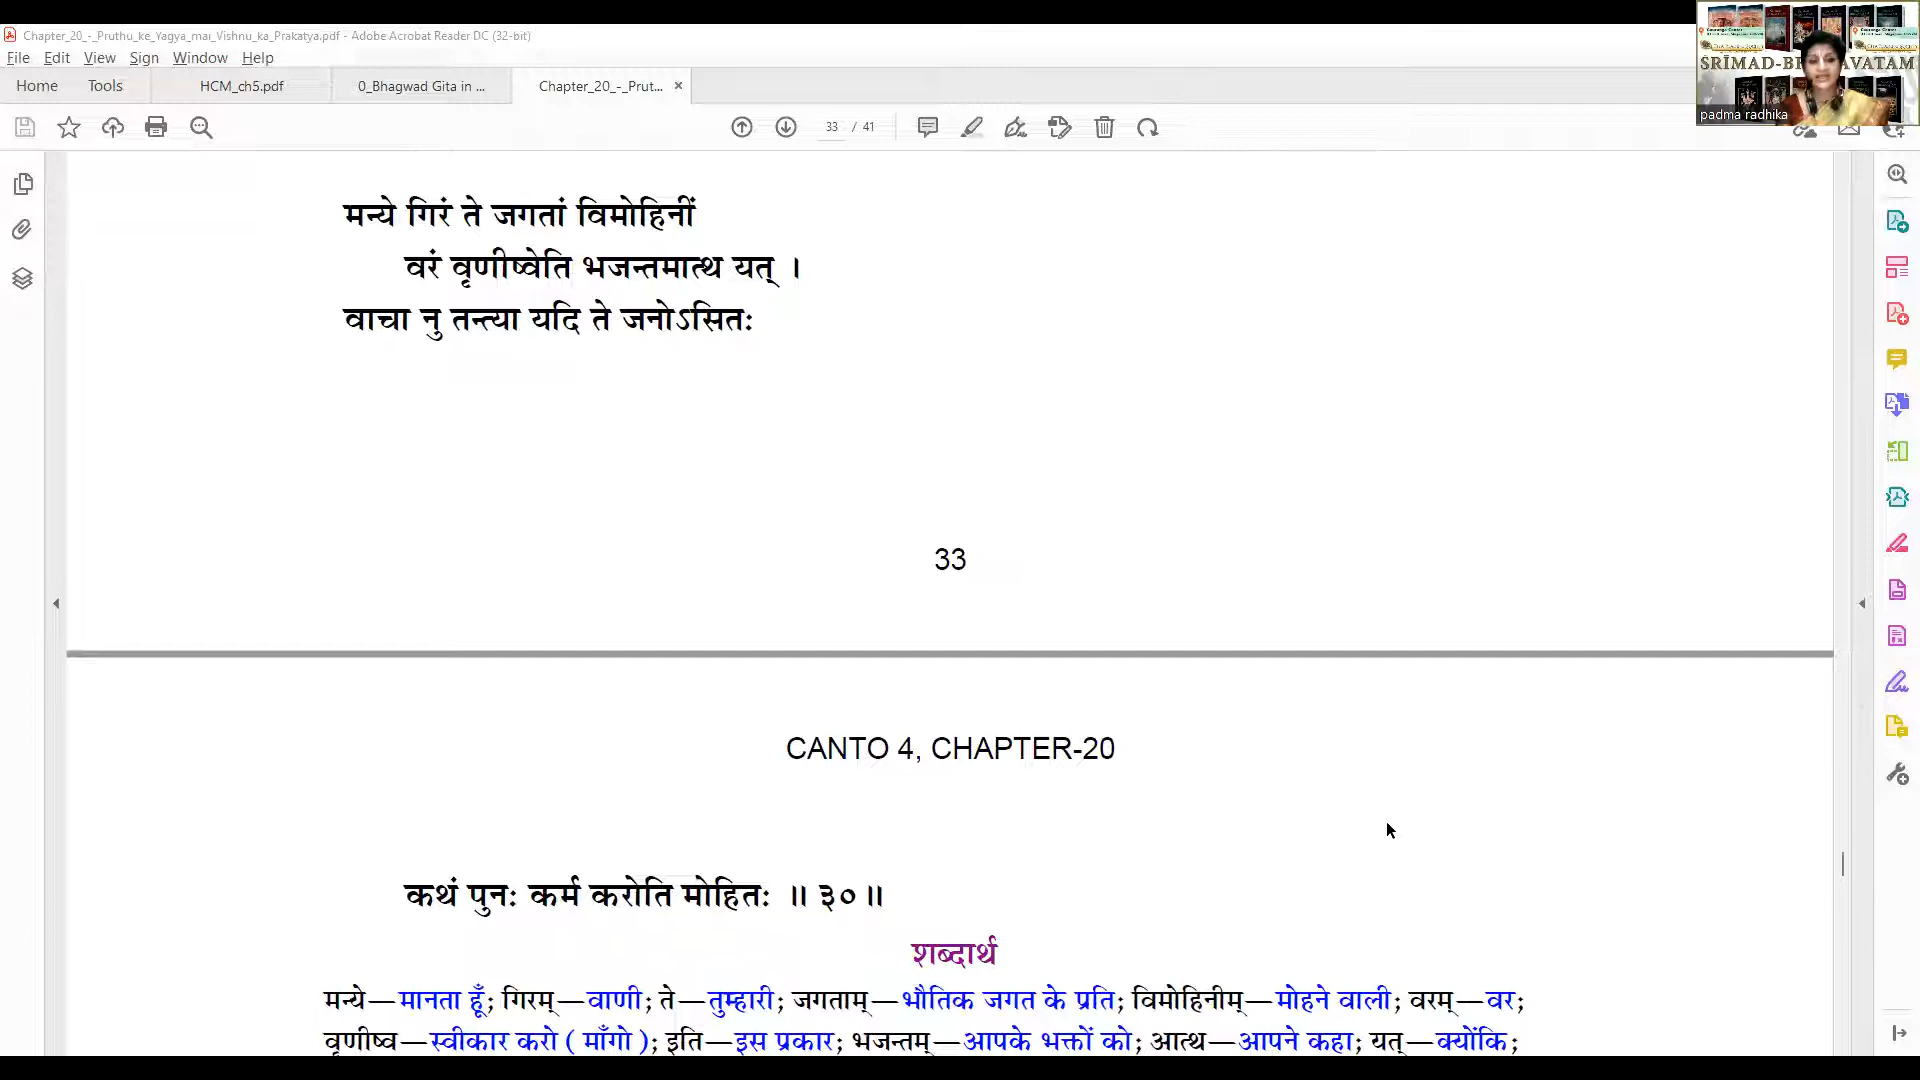 Chapter_20_-_Pruthu_ke_Yagya_mai_Vishnu_ka_Prakatya.pdf - Adobe Acrobat Reader DC (32-bit)
File Edit View Sign Window Help
Home Tools HCM_ch5.pdf 0_Bhagwad Gita in ... Chapter_20_-_Prut... ×
33 / 41
SRIMAD-BHAGAVATAM
padma radhika
मन्ये गिरं ते जगतां विमोहिनीं
वरं वृणीष्वेति भजन्तमात्थ यत् ।
वाचा नु तन्त्या यदि ते जनोऽसितः
33
CANTO 4, CHAPTER-20
कथं पुनः कर्म करोति मोहितः ॥ ३० ॥
शब्दार्थ
मन्ये—मानता हूँ; गिरम्—वाणी; ते—तुम्हारी; जगताम्—भौतिक जगत के प्रति; विमोहिनीम्—मोहने वाली; वरम्—वर;
वृणीष्व—स्वीकार करो ( माँगो ); इति—इस प्रकार; भजन्तम्—आपके भक्तों को; आत्थ—आपने कहा; यत्—क्योंकि;